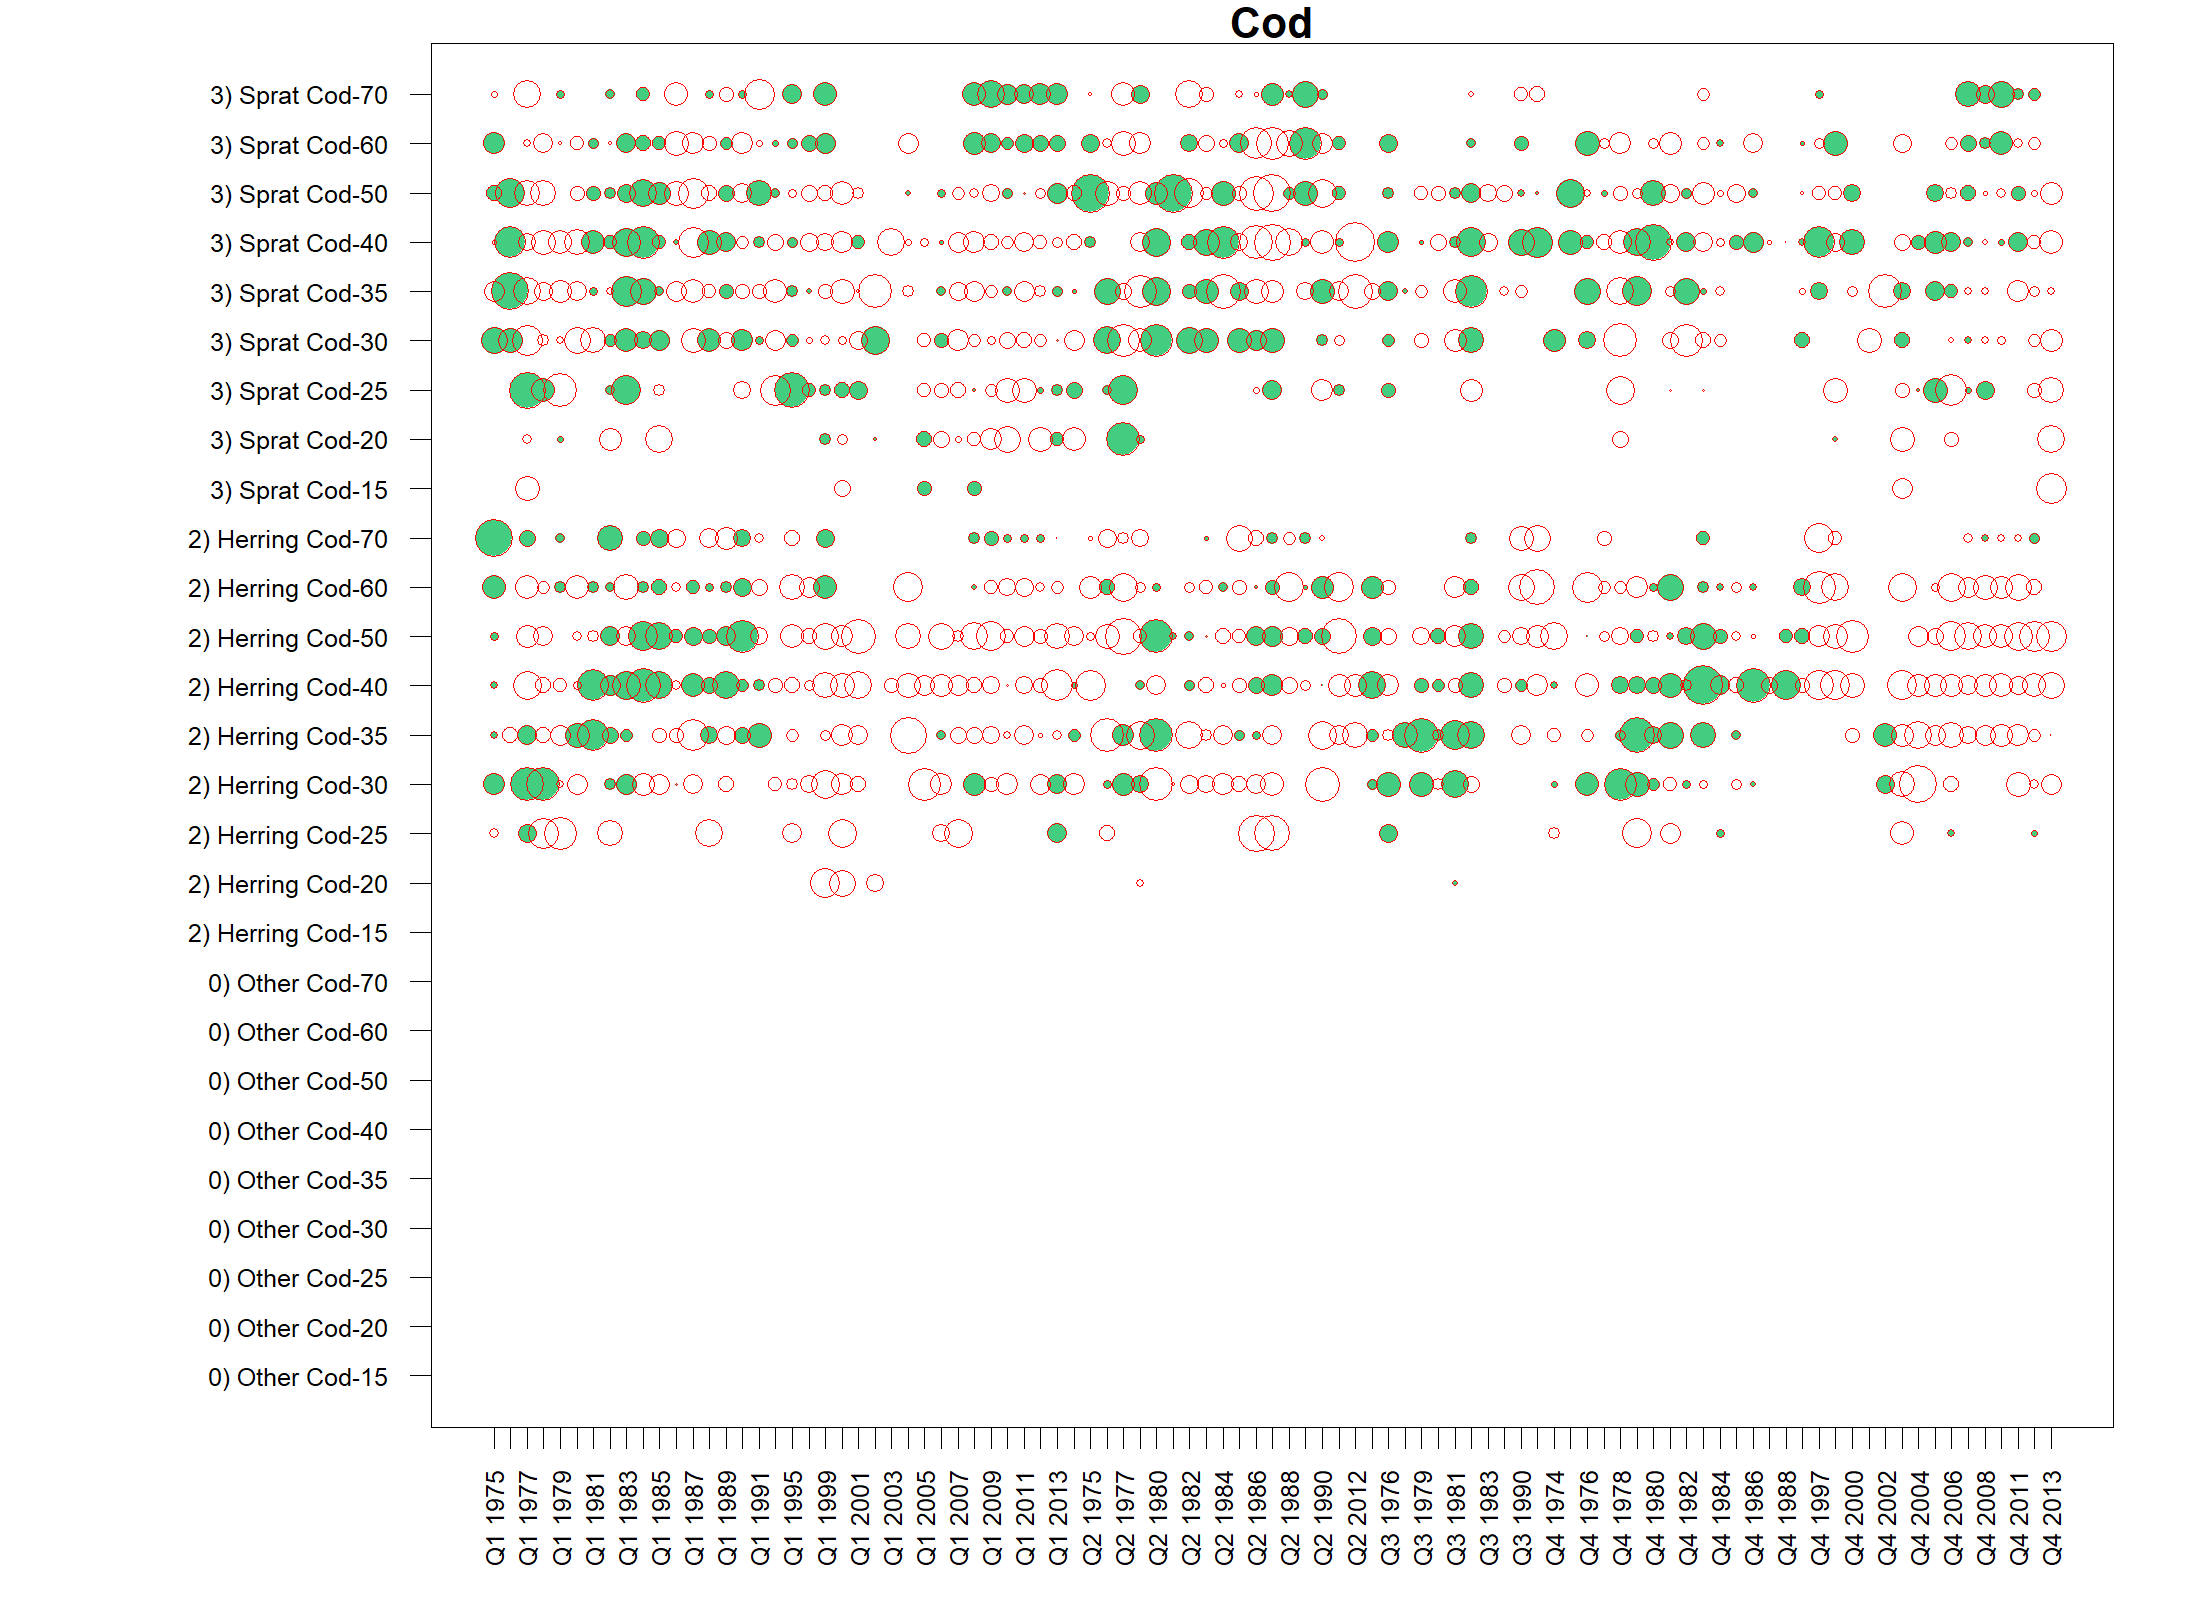 Cod
3) Sprat Cod-70
3) Sprat Cod-60
3) Sprat Cod-50
3) Sprat Cod-40
3) Sprat Cod-35
3) Sprat Cod-30
3) Sprat Cod-25
3) Sprat Cod-20
3) Sprat Cod-15
2) Herring Cod-70
2) Herring Cod-60
2) Herring Cod-50
2) Herring Cod-40
2) Herring Cod-35
2) Herring Cod-30
2) Herring Cod-25
2) Herring Cod-20
2) Herring Cod-15
0) Other Cod-70
0) Other Cod-60
0) Other Cod-50
0) Other Cod-40
0) Other Cod-35
0) Other Cod-30
0) Other Cod-25
0) Other Cod-20
0) Other Cod-15
Q1 1975
Q1 1977
Q1 1979
Q1 1981
Q1 1983
Q1 1985
Q1 1987
Q1 1989
Q1 1991
Q1 1995
Q1 1999
Q1 2001
Q1 2003
Q1 2005
Q1 2007
Q1 2009
Q1 2011
Q1 2013
Q2 1975
Q2 1977
Q2 1980
Q2 1982
Q2 1984
Q2 1986
Q2 1988
Q2 1990
Q2 2012
Q3 1976
Q3 1979
Q3 1981
Q3 1983
Q3 1990
Q4 1974
Q4 1976
Q4 1978
Q4 1980
Q4 1982
Q4 1984
Q4 1986
Q4 1988
Q4 1997
Q4 2000
Q4 2002
Q4 2004
Q4 2006
Q4 2008
Q4 2011
Q4 2013